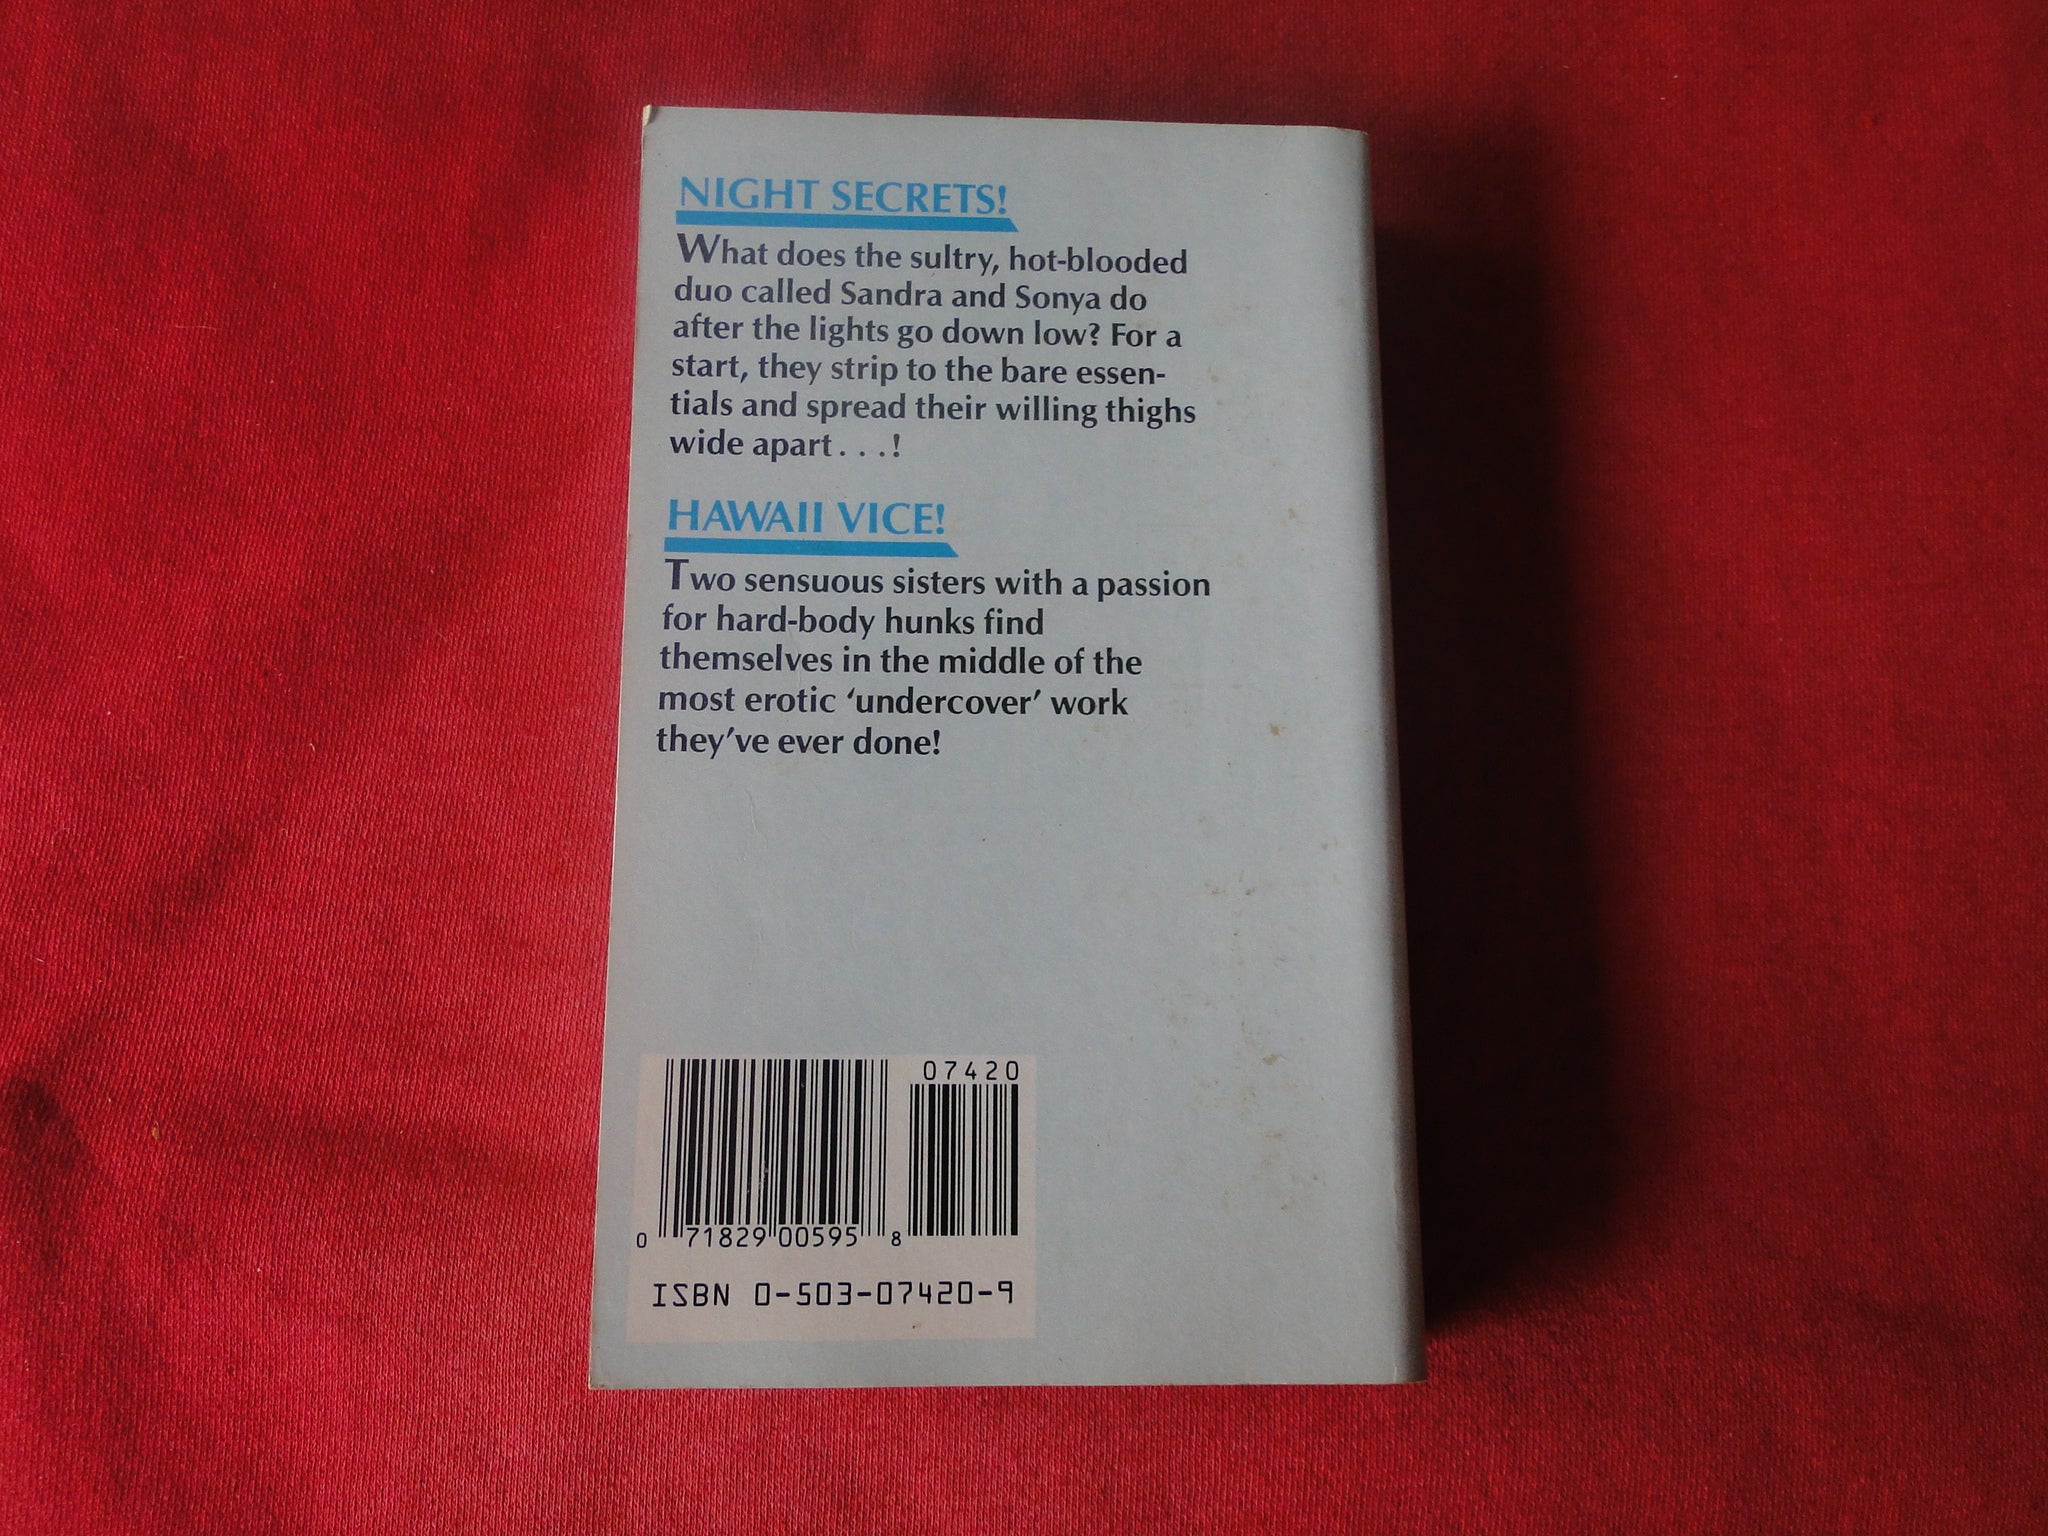 NIGHT SECRETS!
What does the sultry, hot-blooded
duo called Sandra and Sonya do
after the lights go down low? For a
start, they strip to the bare essen-
tials and spread their willing thighs
wide apart . . . !
HAWAII VICE!
Two sensuous sisters with a passion
for hard-body hunks find
themselves in the middle of the
most erotic ‘undercover’ work
they’ve ever done!
07420
0 71829 00595 8
ISBN 0-503-07420-9